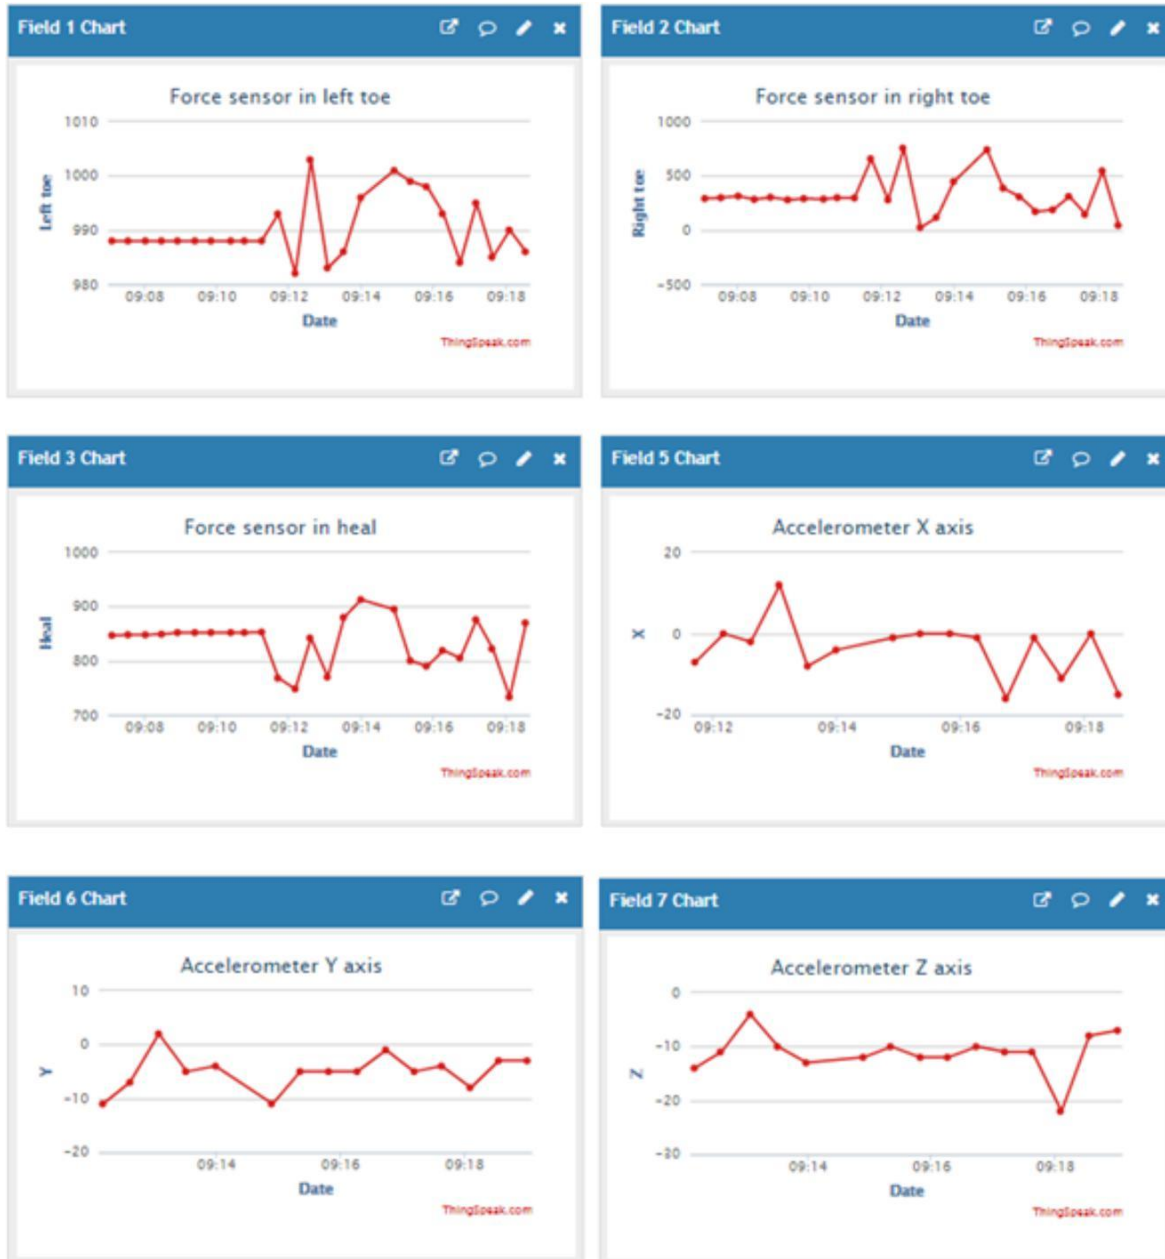 Field 1 Chart
Force sensor in left toe
1010
1000
990
980
Left toe
09:08 09:10 09:12 09:14 09:16 09:18
Date
ThingSpeak.com
Field 2 Chart
Force sensor in right toe
1000
500
0
-500
Right toe
09:08 09:10 09:12 09:14 09:16 09:18
Date
ThingSpeak.com
Field 3 Chart
Force sensor in heal
1000
900
800
700
Heal
09:08 09:10 09:12 09:14 09:16 09:18
Date
ThingSpeak.com
Field 5 Chart
Accelerometer X axis
20
0
-20
X
09:12 09:14 09:16 09:18
Date
ThingSpeak.com
Field 6 Chart
Accelerometer Y axis
10
0
-10
-20
Y
09:14 09:16 09:18
Date
ThingSpeak.com
Field 7 Chart
Accelerometer Z axis
0
-10
-20
-30
Z
09:14 09:16 09:18
Date
ThingSpeak.com